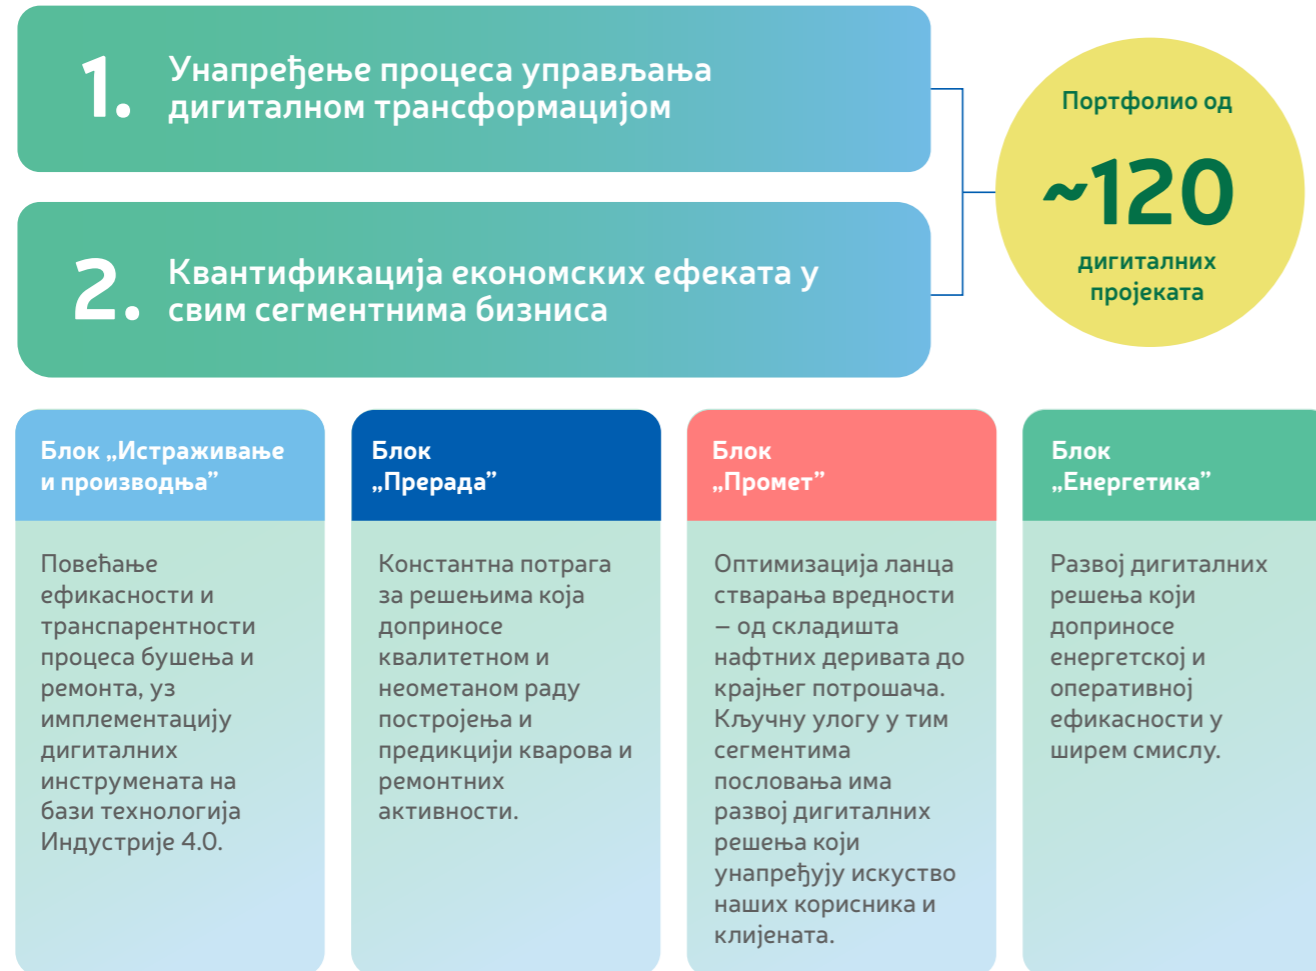 1.
Унапређење процеса управљања
дигиталном трансформацијом
2.
Квантификација економских ефеката у
свим сегментнима бизниса
Портфолио од
~120
дигиталних
пројеката
Блок „Истраживање
и производња”
Повећање
ефикасности и
транспарентности
процеса бушења и
ремонта, уз
имплементацију
дигиталних
инструмената на
бази технологија
Индустрије 4.0.
Блок
„Прерада”
Константна потрага
за решењима која
доприносе
квалитетном и
неометаном раду
постројења и
предикцији кварова и
ремонтних
активности.
Блок
„Промет”
Оптимизација ланца
стварања вредности
– од складишта
нафтних деривата до
крајњег потрошача.
Кључну улогу у тим
сегментима
пословања има
развој дигиталних
решења који
унапређују искуство
наших корисника и
клијената.
Блок
„Енергетика”
Развој дигиталних
решења који
доприносе
енергетској и
оперативној
ефикасности у
ширем смислу.